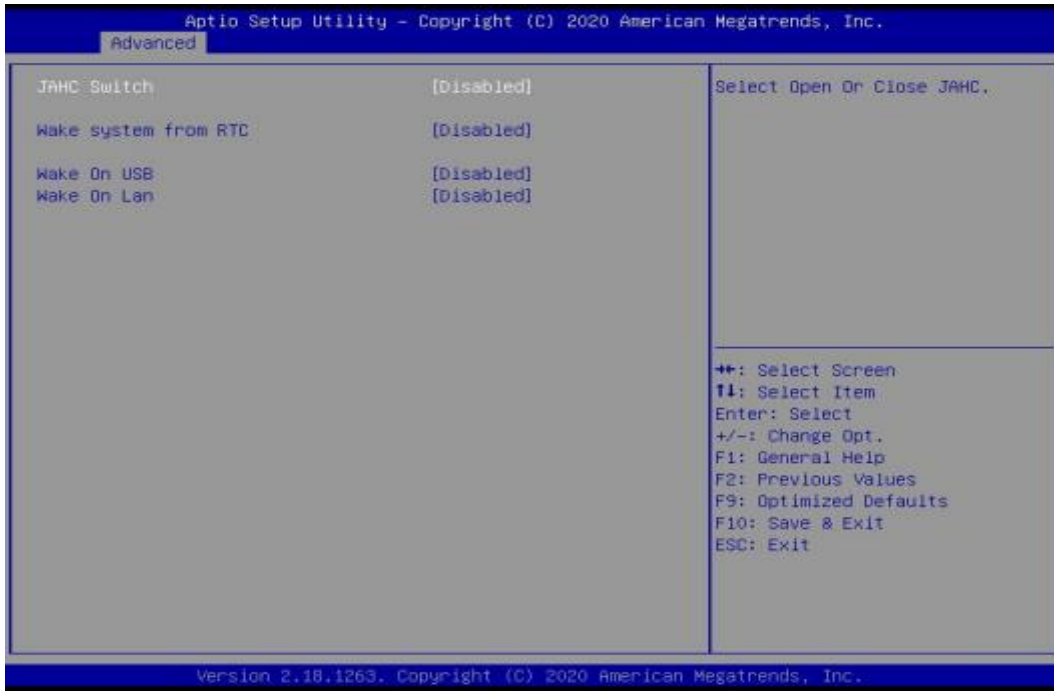 Aptio Setup Utility – Copyright (C) 2020 American Megatrends, Inc.
Advanced
JAHC Switch [Disabled]
Wake system from RTC [Disabled]
Wake On USB [Disabled]
Wake On Lan [Disabled]
Select Open Or Close JAHC.
→←: Select Screen
↑↓: Select Item
Enter: Select
+/-: Change Opt.
F1: General Help
F2: Previous Values
F9: Optimized Defaults
F10: Save & Exit
ESC: Exit
Version 2.18.1263. Copyright (C) 2020 American Megatrends, Inc.